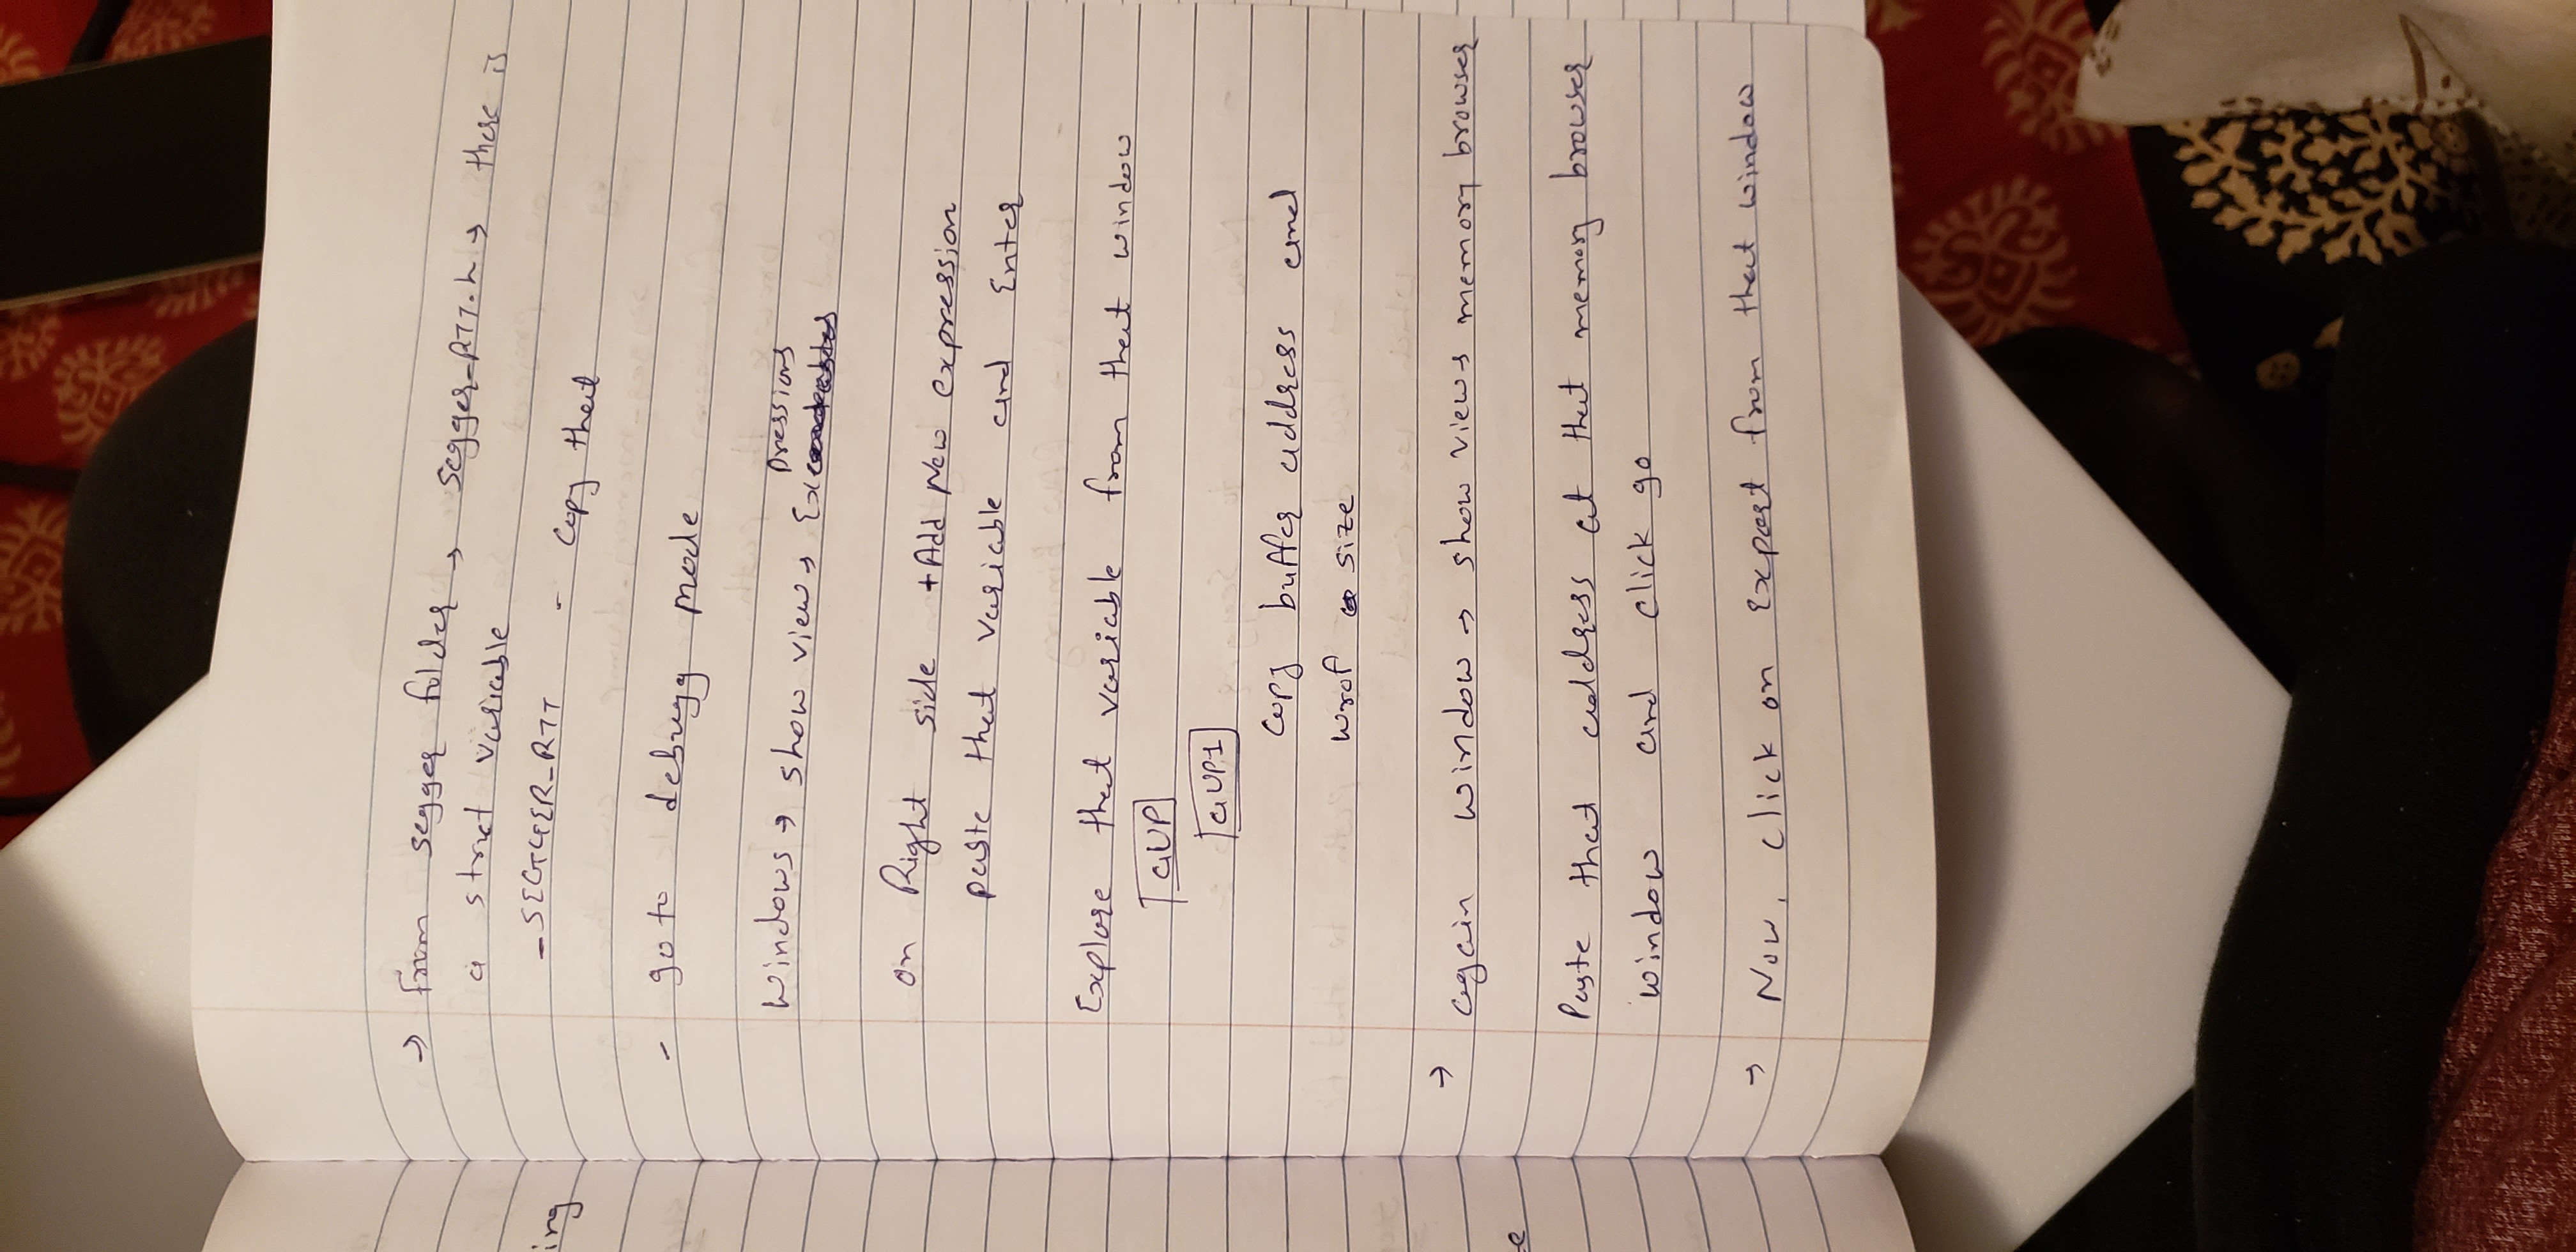 → from segger folder → segger_RTT.h → there is
a struct variable
_SEGGER_RTT - Copy that
- go to debugg mode
Windows → show view → Expressions
on Right side +Add New expression
paste that variable and Enter
Explore that variable from that window
aUP
aUP1
copy buffer address and
wrof size
→ again window → show view → memory browser
Paste that address at that memory browser
window and click go
→ Now, click on Export from that window
ing
e